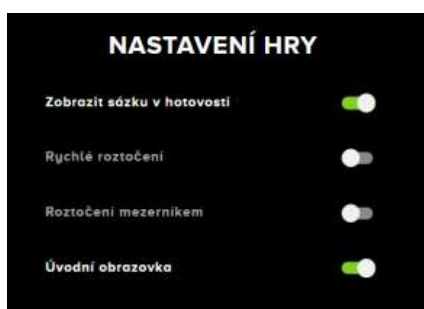 NASTAVENÍ HRY
Zobrazit sázku v hotovosti
Rychlé roztočení
Roztočení mezerníkem
Úvodní obrazovka